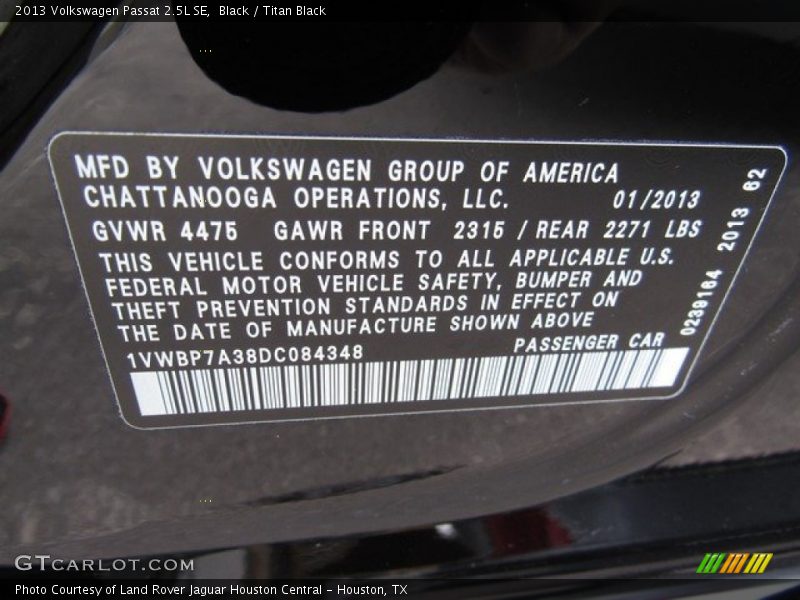 2013 Volkswagen Passat 2.5L SE, Black / Titan Black
MFD BY VOLKSWAGEN GROUP OF AMERICA
CHATTANOOGA OPERATIONS, LLC. 01/2013
GVWR 4475 GAWR FRONT 2315 / REAR 2271 LBS
THIS VEHICLE CONFORMS TO ALL APPLICABLE U.S.
FEDERAL MOTOR VEHICLE SAFETY, BUMPER AND
THEFT PREVENTION STANDARDS IN EFFECT ON
THE DATE OF MANUFACTURE SHOWN ABOVE
1VWBP7A38DC084348 PASSENGER CAR
0239164 2013 62
GTCARLOT.COM
Photo Courtesy of Land Rover Jaguar Houston Central - Houston, TX